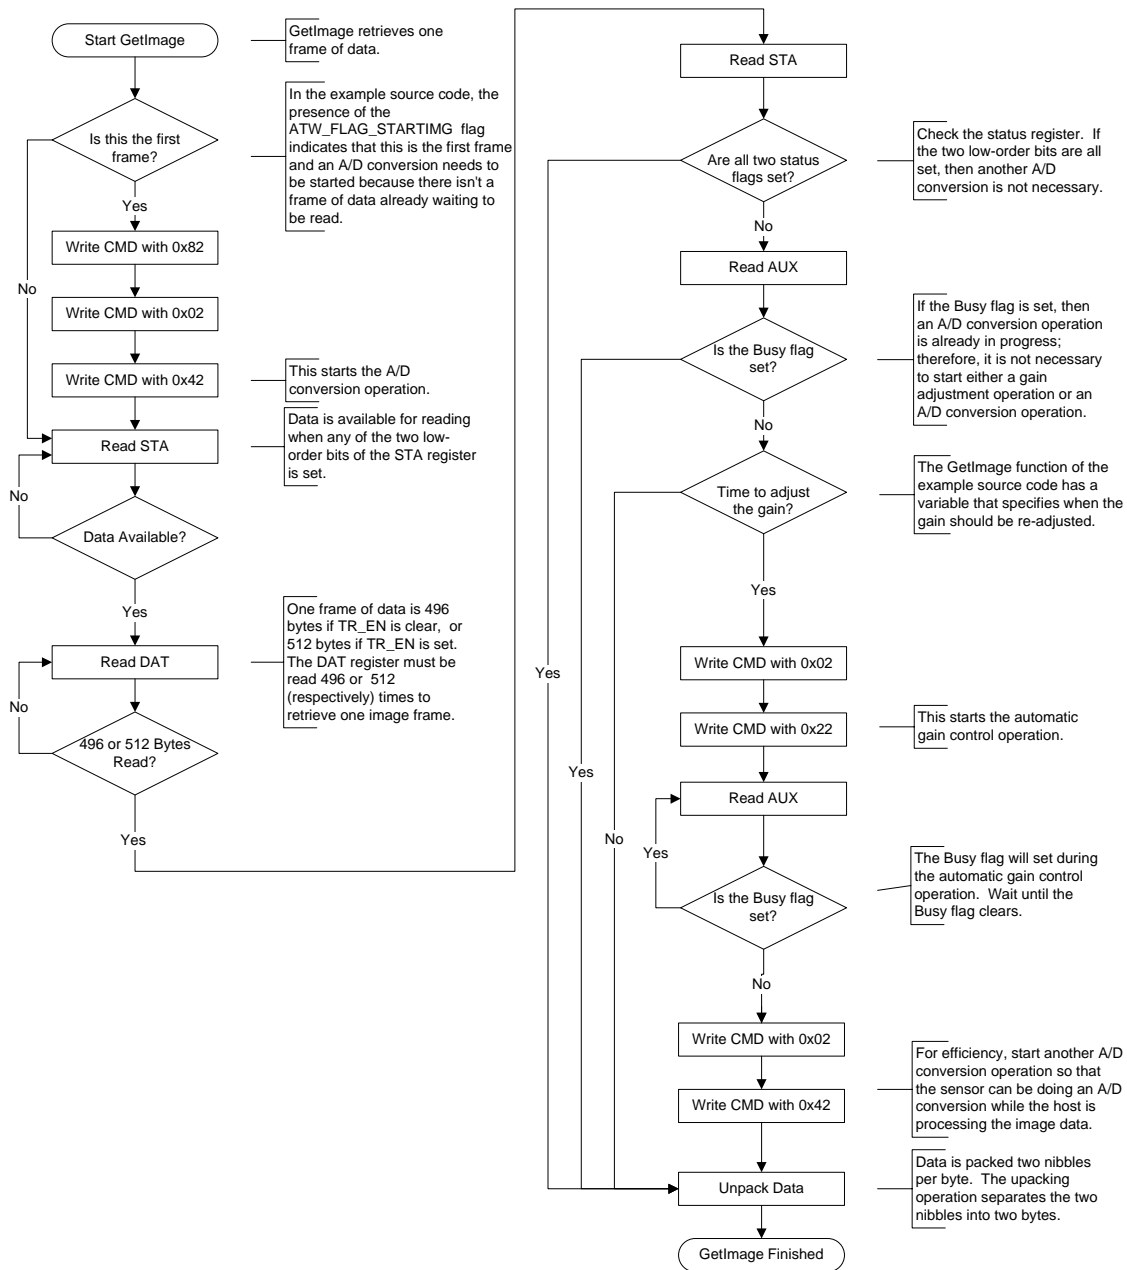 Start GetImage
GetImage retrieves one
frame of data.
Is this the first
frame?
In the example source code, the
presence of the
ATW_FLAG_STARTIMG flag
indicates that this is the first frame
and an A/D conversion needs to
be started because there isn't a
frame of data already waiting to
be read.
Yes
No
Write CMD with 0x82
Write CMD with 0x02
Write CMD with 0x42
This starts the A/D
conversion operation.
Read STA
Data is available for reading
when any of the two low-
order bits of the STA register
is set.
No
Data Available?
Yes
Read DAT
One frame of data is 496
bytes if TR_EN is clear, or
512 bytes if TR_EN is set.
The DAT register must be
read 496 or 512
(respectively) times to
retrieve one image frame.
No
496 or 512 Bytes
Read?
Yes
Read STA
Are all two status
flags set?
Check the status register. If
the two low-order bits are all
set, then another A/D
conversion is not necessary.
No
Read AUX
Is the Busy flag
set?
If the Busy flag is set, then
an A/D conversion operation
is already in progress;
therefore, it is not necessary
to start either a gain
adjustment operation or an
A/D conversion operation.
No
Time to adjust
the gain?
The GetImage function of the
example source code has a
variable that specifies when the
gain should be re-adjusted.
Yes
Yes
Yes
No
Write CMD with 0x02
Write CMD with 0x22
This starts the automatic
gain control operation.
Read AUX
Yes
Is the Busy flag
set?
The Busy flag will set during
the automatic gain control
operation. Wait until the
Busy flag clears.
No
Write CMD with 0x02
Write CMD with 0x42
For efficiency, start another A/D
conversion operation so that
the sensor can be doing an A/D
conversion while the host is
processing the image data.
Unpack Data
Data is packed two nibbles
per byte. The upacking
operation separates the two
nibbles into two bytes.
GetImage Finished